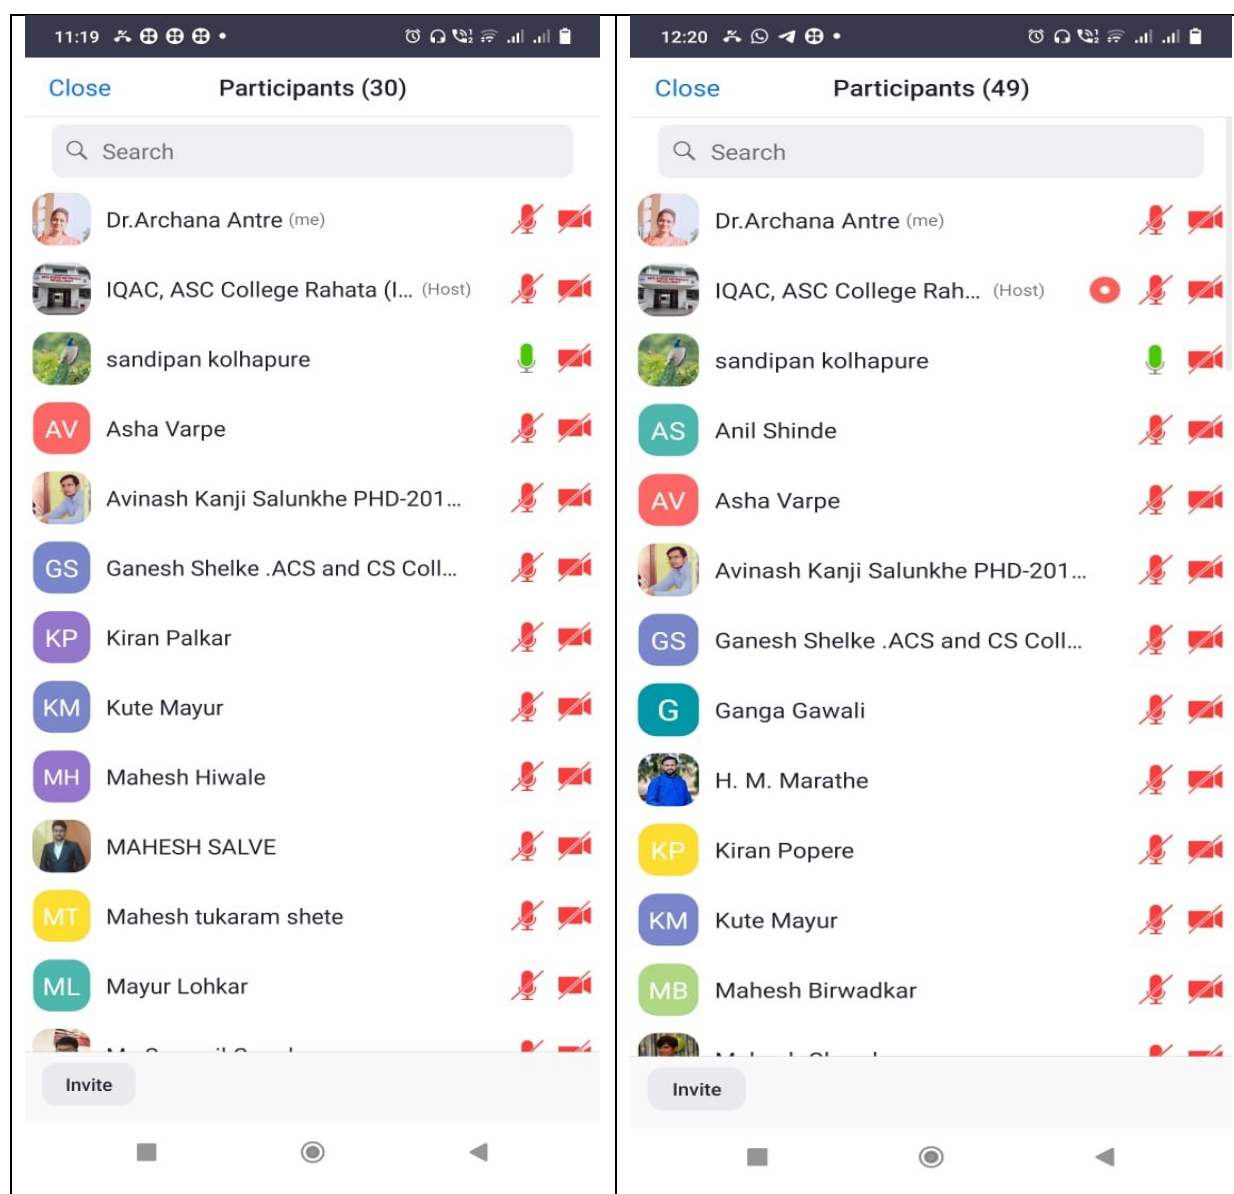 11:19
Close Participants (30)
Search
Dr.Archana Antre (me)
IQAC, ASC College Rahata (I... (Host)
sandipan kolhapure
AV Asha Varpe
Avinash Kanji Salunkhe PHD-201...
GS Ganesh Shelke .ACS and CS Coll...
KP Kiran Palkar
KM Kute Mayur
MH Mahesh Hiwale
MAHESH SALVE
MT Mahesh tukaram shete
ML Mayur Lohkar
Invite
12:20
Close Participants (49)
Search
Dr.Archana Antre (me)
IQAC, ASC College Rah... (Host)
sandipan kolhapure
AS Anil Shinde
AV Asha Varpe
Avinash Kanji Salunkhe PHD-201...
GS Ganesh Shelke .ACS and CS Coll...
G Ganga Gawali
H. M. Marathe
KP Kiran Popere
KM Kute Mayur
MB Mahesh Birwadkar
Invite